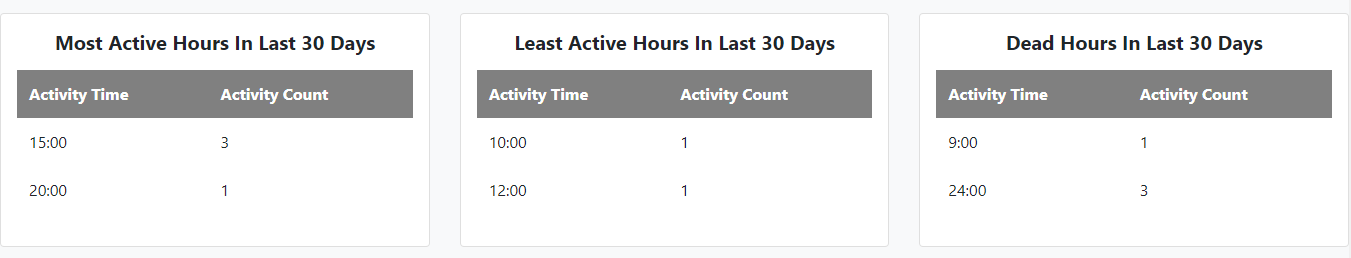 Most Active Hours In Last 30 Days
Activity Time Activity Count
15:00 3
20:00 1
Least Active Hours In Last 30 Days
Activity Time Activity Count
10:00 1
12:00 1
Dead Hours In Last 30 Days
Activity Time Activity Count
9:00 1
24:00 3